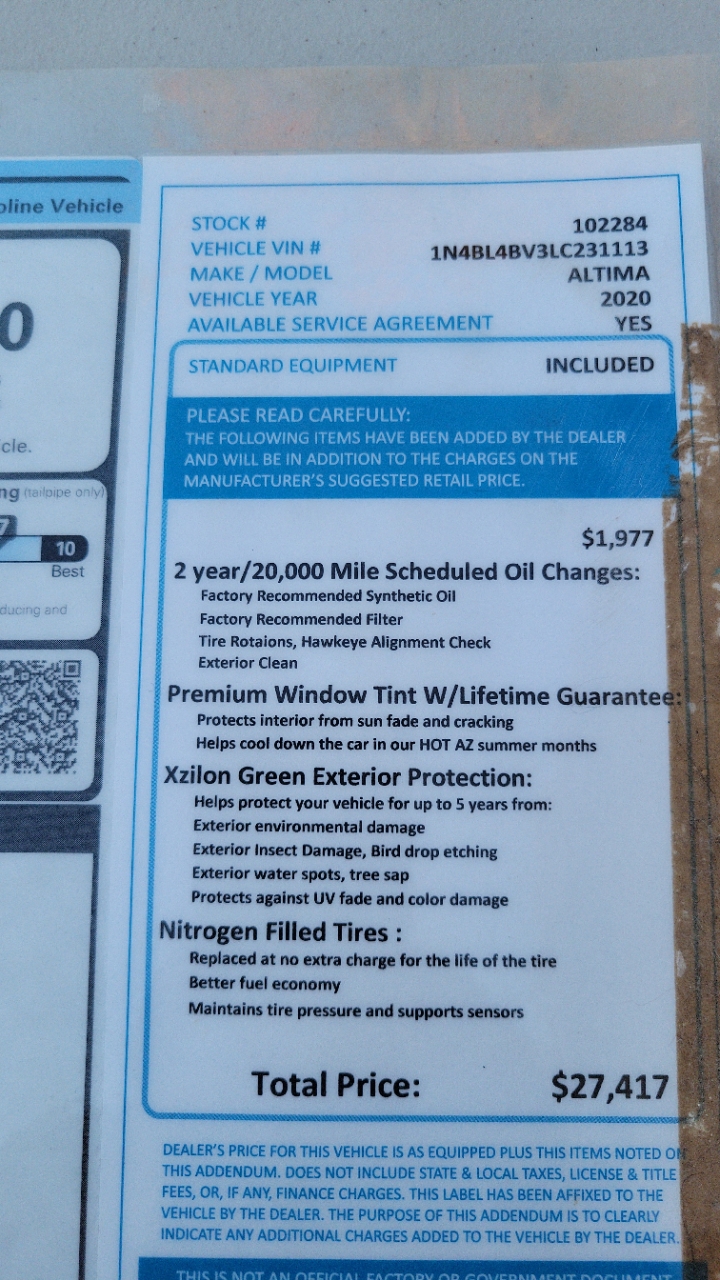 oline Vehicle
0
cle.
ng (tailpipe only)
7
10
Best
ducing and
STOCK # 102284
VEHICLE VIN # 1N4BL4BV3LC231113
MAKE / MODEL ALTIMA
VEHICLE YEAR 2020
AVAILABLE SERVICE AGREEMENT YES
STANDARD EQUIPMENT INCLUDED
PLEASE READ CAREFULLY:
THE FOLLOWING ITEMS HAVE BEEN ADDED BY THE DEALER
AND WILL BE IN ADDITION TO THE CHARGES ON THE
MANUFACTURER'S SUGGESTED RETAIL PRICE.
$1,977
2 year/20,000 Mile Scheduled Oil Changes:
Factory Recommended Synthetic Oil
Factory Recommended Filter
Tire Rotaions, Hawkeye Alignment Check
Exterior Clean
Premium Window Tint W/Lifetime Guarantee:
Protects interior from sun fade and cracking
Helps cool down the car in our HOT AZ summer months
Xzilon Green Exterior Protection:
Helps protect your vehicle for up to 5 years from:
Exterior environmental damage
Exterior Insect Damage, Bird drop etching
Exterior water spots, tree sap
Protects against UV fade and color damage
Nitrogen Filled Tires :
Replaced at no extra charge for the life of the tire
Better fuel economy
Maintains tire pressure and supports sensors
Total Price: $27,417
DEALER'S PRICE FOR THIS VEHICLE IS AS EQUIPPED PLUS THIS ITEMS NOTED ON
THIS ADDENDUM. DOES NOT INCLUDE STATE & LOCAL TAXES, LICENSE & TITLE
FEES, OR, IF ANY, FINANCE CHARGES. THIS LABEL HAS BEEN AFFIXED TO THE
VEHICLE BY THE DEALER. THE PURPOSE OF THIS ADDENDUM IS TO CLEARLY
INDICATE ANY ADDITIONAL CHARGES ADDED TO THE VEHICLE BY THE DEALER.
THIS IS NOT AN OFFICIAL FACTORY OR GOVERNMENT DOCUMENT